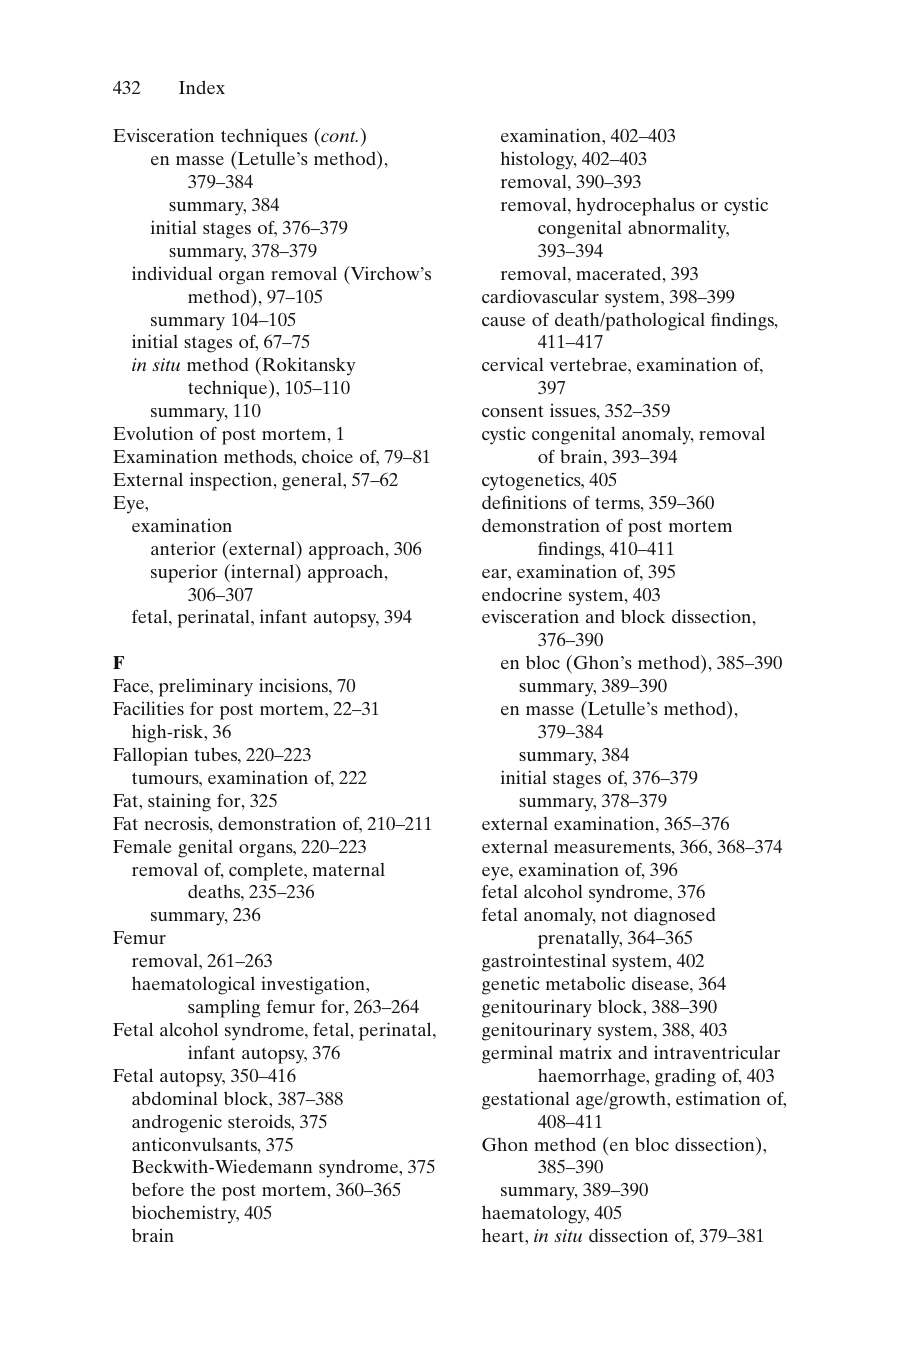 432 Index
Evisceration techniques (cont.)
en masse (Letulle’s method),
379–384
summary, 384
initial stages of, 376–379
summary, 378–379
individual organ removal (Virchow’s
method), 97–105
summary 104–105
initial stages of, 67–75
in situ method (Rokitansky
technique), 105–110
summary, 110
Evolution of post mortem, 1
Examination methods, choice of, 79–81
External inspection, general, 57–62
Eye,
examination
anterior (external) approach, 306
superior (internal) approach,
306–307
fetal, perinatal, infant autopsy, 394
F
Face, preliminary incisions, 70
Facilities for post mortem, 22–31
high-risk, 36
Fallopian tubes, 220–223
tumours, examination of, 222
Fat, staining for, 325
Fat necrosis, demonstration of, 210–211
Female genital organs, 220–223
removal of, complete, maternal
deaths, 235–236
summary, 236
Femur
removal, 261–263
haematological investigation,
sampling femur for, 263–264
Fetal alcohol syndrome, fetal, perinatal,
infant autopsy, 376
Fetal autopsy, 350–416
abdominal block, 387–388
androgenic steroids, 375
anticonvulsants, 375
Beckwith-Wiedemann syndrome, 375
before the post mortem, 360–365
biochemistry, 405
brain
examination, 402–403
histology, 402–403
removal, 390–393
removal, hydrocephalus or cystic
congenital abnormality,
393–394
removal, macerated, 393
cardiovascular system, 398–399
cause of death/pathological findings,
411–417
cervical vertebrae, examination of,
397
consent issues, 352–359
cystic congenital anomaly, removal
of brain, 393–394
cytogenetics, 405
definitions of terms, 359–360
demonstration of post mortem
findings, 410–411
ear, examination of, 395
endocrine system, 403
evisceration and block dissection,
376–390
en bloc (Ghon’s method), 385–390
summary, 389–390
en masse (Letulle’s method),
379–384
summary, 384
initial stages of, 376–379
summary, 378–379
external examination, 365–376
external measurements, 366, 368–374
eye, examination of, 396
fetal alcohol syndrome, 376
fetal anomaly, not diagnosed
prenatally, 364–365
gastrointestinal system, 402
genetic metabolic disease, 364
genitourinary block, 388–390
genitourinary system, 388, 403
germinal matrix and intraventricular
haemorrhage, grading of, 403
gestational age/growth, estimation of,
408–411
Ghon method (en bloc dissection),
385–390
summary, 389–390
haematology, 405
heart, in situ dissection of, 379–381